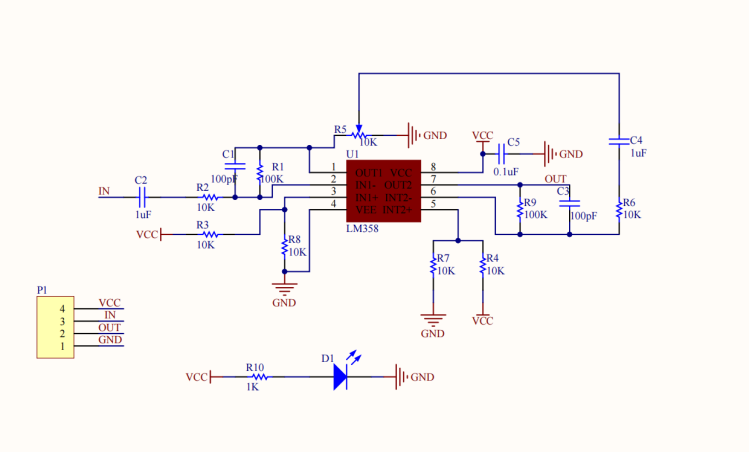 R5
10K
GND
C4
1uF
VCC
C5
0.1uF
GND
C1
100pF
R1
100K
U1
1
2
3
4
OUT1
IN1-
IN1+
VEE
VCC
OUT2
IN2-
IN2+
8
7
6
5
LM358
OUT
C3
100pF
R9
100K
R6
10K
IN
C2
1uF
R2
10K
VCC
R3
10K
R8
10K
GND
R7
10K
GND
R4
10K
VCC
P1
4 VCC
3 IN
2 OUT
1 GND
VCC
R10
1K
D1
GND